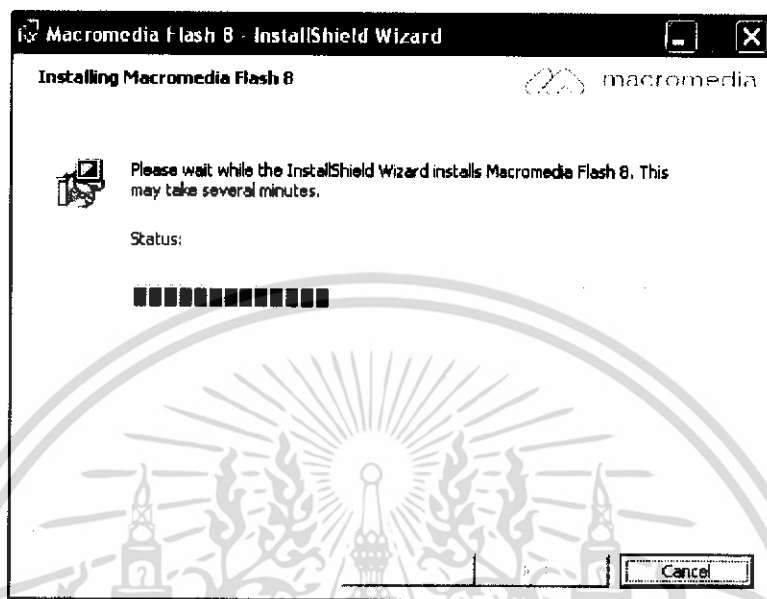 Macromedia Flash 8 - InstallShield Wizard
Installing Macromedia Flash 8
macromedia
Please wait while the InstallShield Wizard installs Macromedia Flash 8. This
may take several minutes.
Status:
Cancel